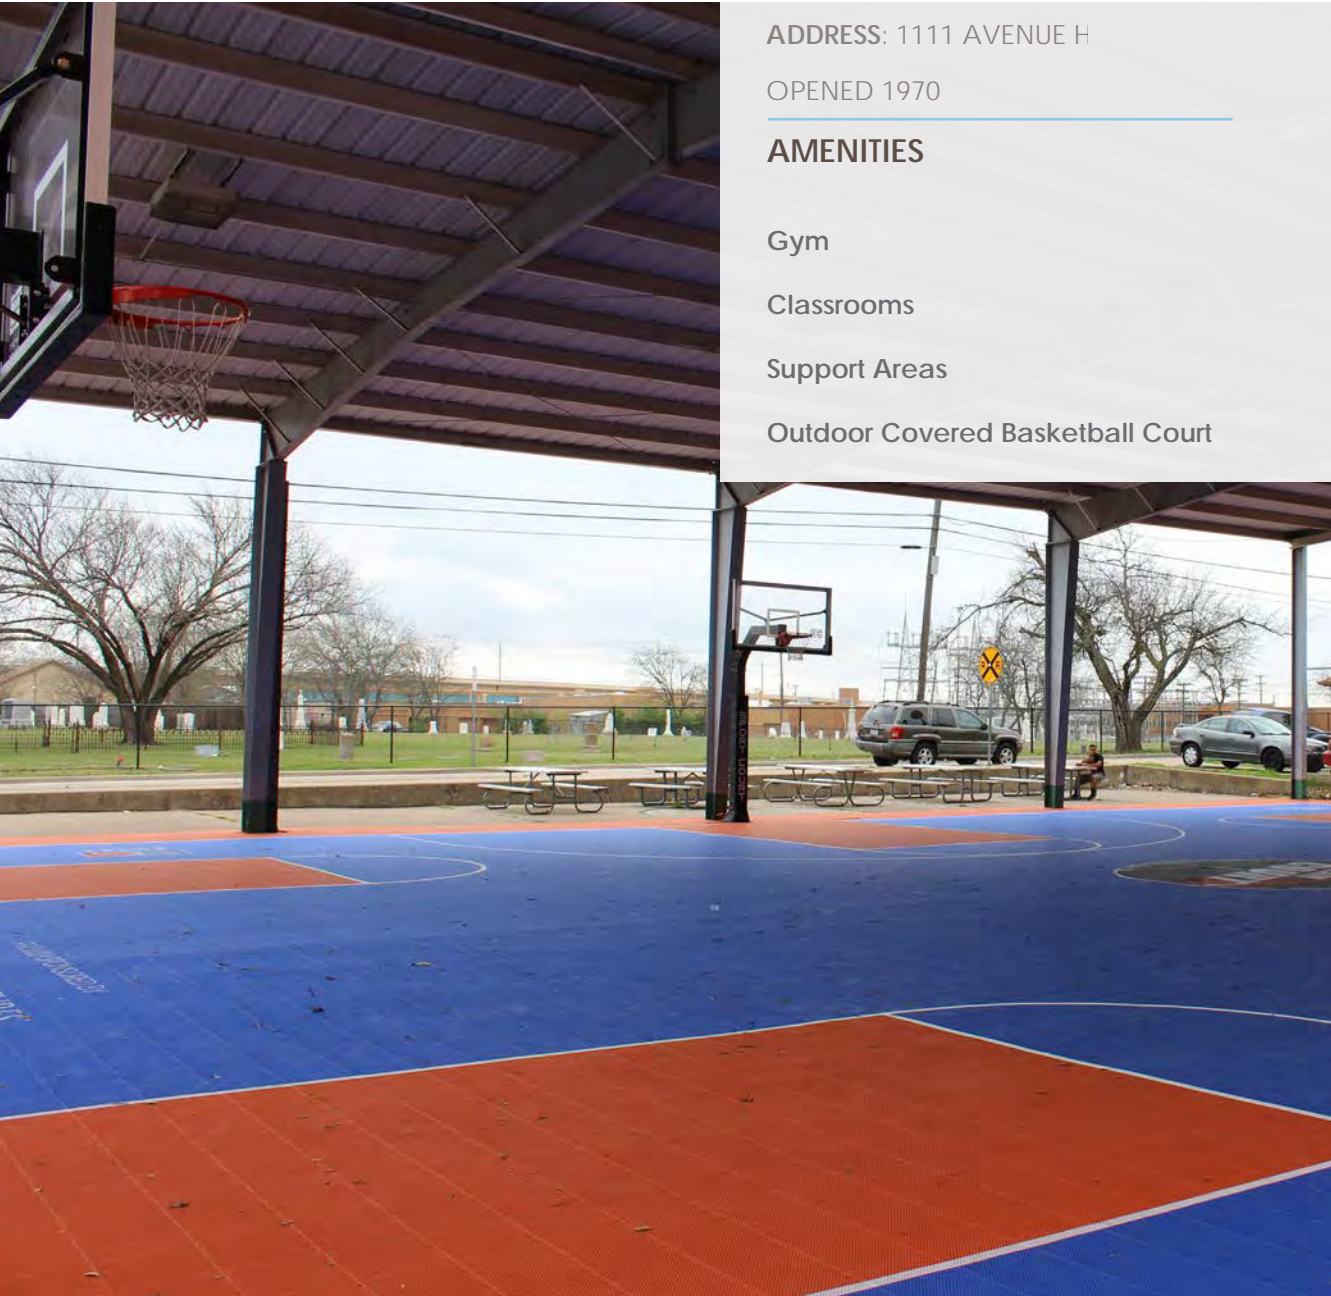 ADDRESS: 1111 AVENUE H
OPENED 1970
AMENITIES
Gym
Classrooms
Support Areas
Outdoor Covered Basketball Court
R R